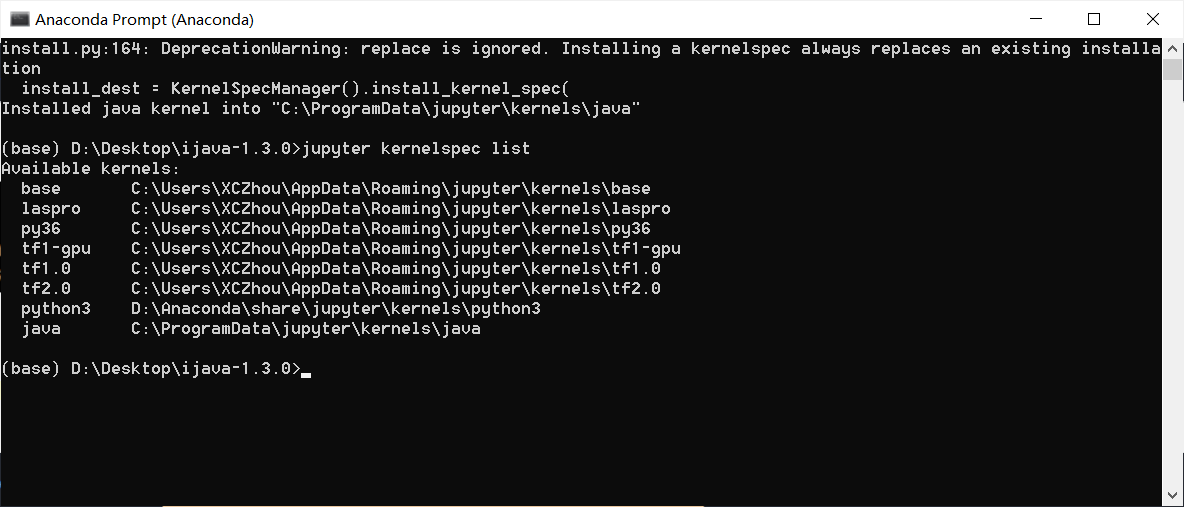 Anaconda Prompt (Anaconda)
install.py:164: DeprecationWarning: replace is ignored. Installing a kernelspec always replaces an existing installa
tion
  install_dest = KernelSpecManager().install_kernel_spec(
Installed java kernel into "C:\ProgramData\jupyter\kernels\java"
(base) D:\Desktop\ijava-1.3.0>jupyter kernelspec list
Available kernels:
  base       C:\Users\XCZhou\AppData\Roaming\jupyter\kernels\base
  laspro     C:\Users\XCZhou\AppData\Roaming\jupyter\kernels\laspro
  py36       C:\Users\XCZhou\AppData\Roaming\jupyter\kernels\py36
  tf1-gpu    C:\Users\XCZhou\AppData\Roaming\jupyter\kernels\tf1-gpu
  tf1.0      C:\Users\XCZhou\AppData\Roaming\jupyter\kernels\tf1.0
  tf2.0      C:\Users\XCZhou\AppData\Roaming\jupyter\kernels\tf2.0
  python3    D:\Anaconda\share\jupyter\kernels\python3
  java       C:\ProgramData\jupyter\kernels\java
(base) D:\Desktop\ijava-1.3.0>